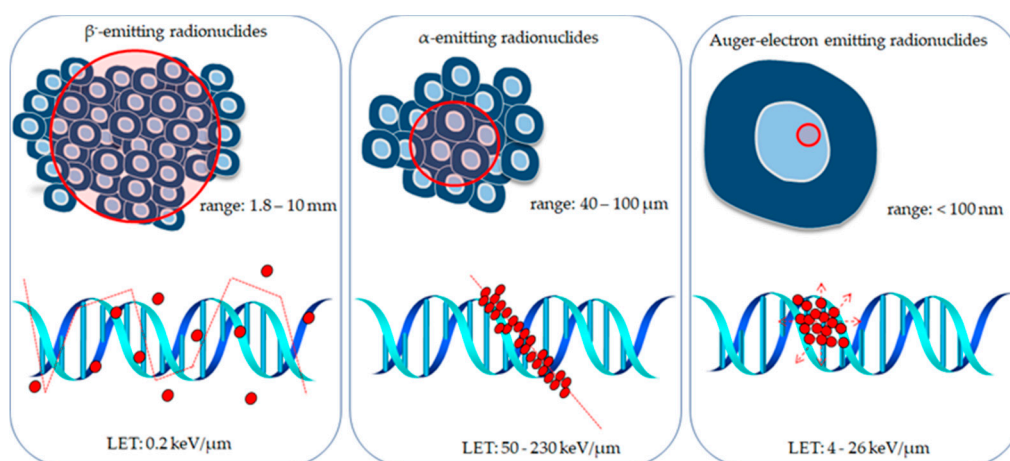 β⁻-emitting radionuclides
range: 1.8 – 10 mm
LET: 0.2 keV/μm
α-emitting radionuclides
range: 40 – 100 μm
LET: 50 - 230 keV/μm
Auger-electron emitting radionuclides
range: < 100 nm
LET: 4 - 26 keV/μm